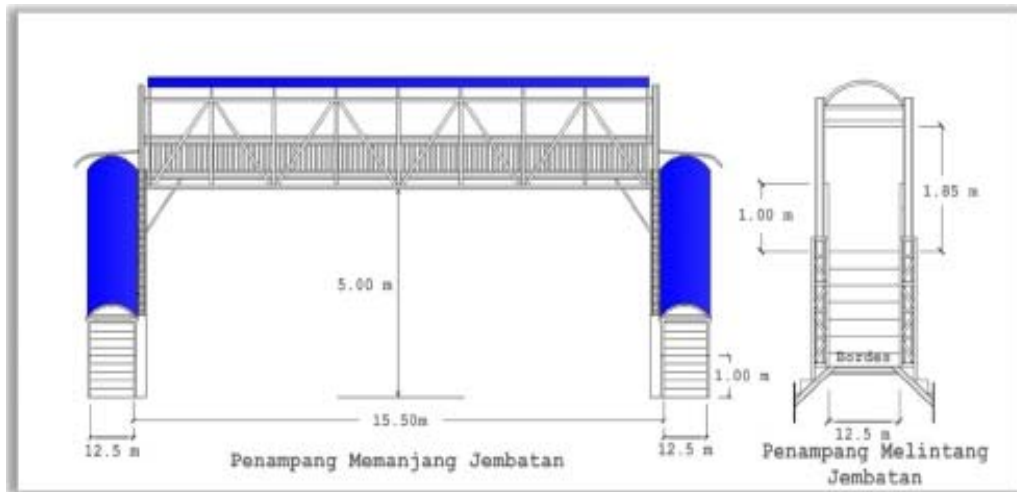 1.00 m
1.85 m
5.00 m
Bordes
1.00 m
15.50m
12.5 m
12.5 m
12.5 m
Penampang Memanjang Jembatan
Penampang Melintang
Jembatan